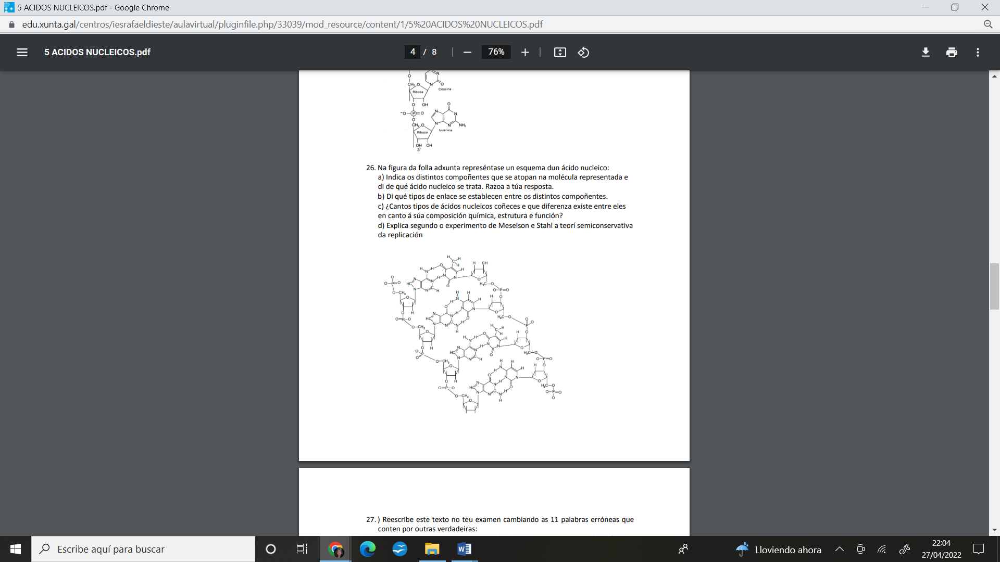 5 ACIDOS NUCLEICOS.pdf - Google Chrome
edu.xunta.gal/centros/iesrafaeldieste/aulavirtual/pluginfile.php/33039/mod_resource/content/1/5%20ACIDOS%20NUCLEICOS.pdf
5 ACIDOS NUCLEICOS.pdf
4 / 8
76%
Citosina
Ribosa
OH
Guanina
NH₂
Ribosa
OH OH
3'
26. Na figura da folla adxunta represéntase un esquema dun ácido nucleico:
a) Indica os distintos compoñentes que se atopan na molécula representada e
di de qué ácido nucleico se trata. Razoa a túa resposta.
b) Di qué tipos de enlace se establecen entre os distintos compoñentes.
c) ¿Cantos tipos de ácidos nucleicos coñeces e que diferenza existe entre eles
en canto á súa composición química, estrutura e función?
d) Explica segundo o experimento de Meselson e Stahl a teorí semiconservativa
da replicación
27. ) Reescribe este texto no teu examen cambiando as 11 palabras erróneas que
conten por outras verdadeiras:
Escribe aquí para buscar
Lloviendo ahora
22:04
27/04/2022